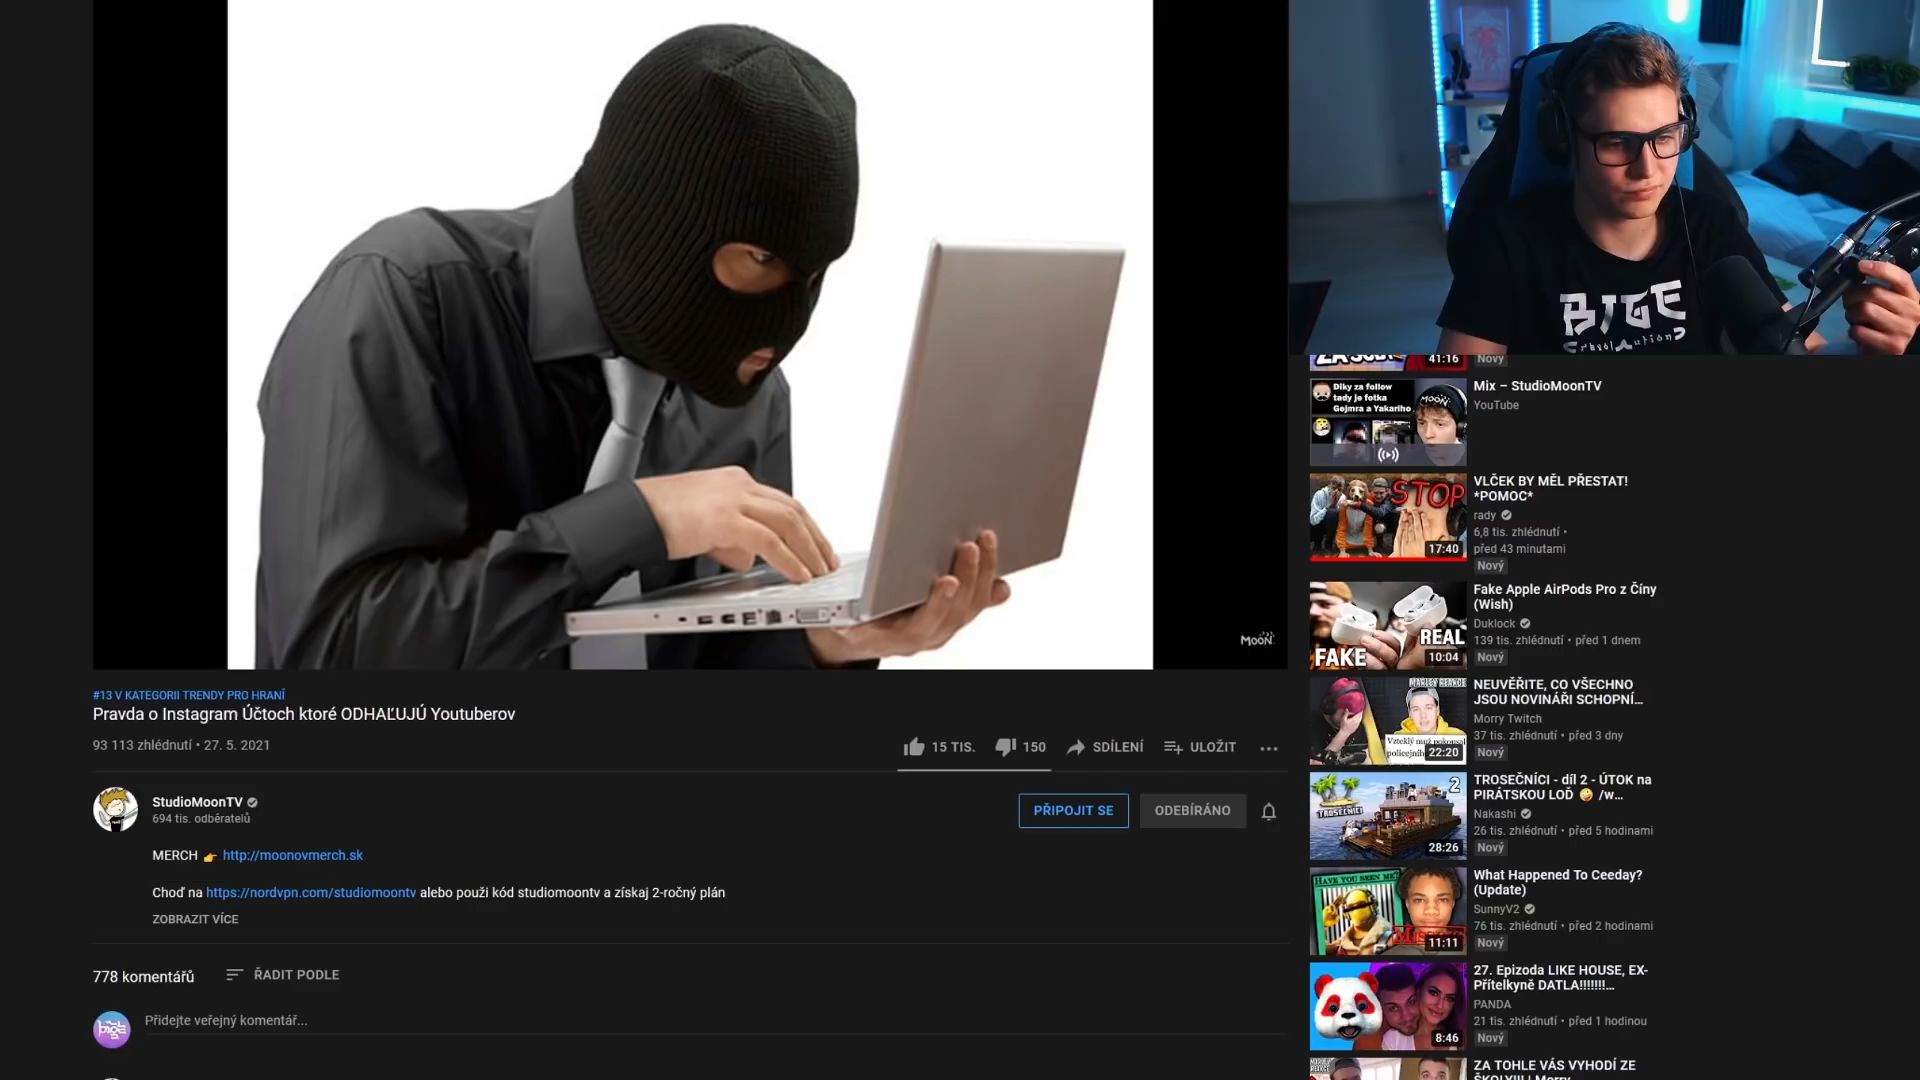 MOON
#13 V KATEGORII TRENDY PRO HRANÍ
Pravda o Instagram Účtoch ktoré ODHAĽUJÚ Youtuberov
93 113 zhlédnutí • 27. 5. 2021
15 TIS.
150
SDÍLENÍ
ULOŽIT
StudioMoonTV
694 tis. odběratelů
PŘIPOJIT SE
ODEBÍRÁNO
MERCH 👉 http://moonovmerch.sk
Choď na https://nordvpn.com/studiomoontv alebo použi kód studiomoontv a získaj 2-ročný plán
ZOBRAZIT VÍCE
778 komentářů
ŘADIT PODLE
Přidejte veřejný komentář...
BIGE
41:16
Nový
Diky za follow
tady je fotka
Gejmra a Yakariho
MOON
Mix – StudioMoonTV
YouTube
STOP
17:40
VLČEK BY MĚL PŘESTAT!
*POMOC*
rady
6,8 tis. zhlédnutí •
před 43 minutami
Nový
REAL
FAKE
10:04
Fake Apple AirPods Pro z Číny
(Wish)
Duklock
139 tis. zhlédnutí • před 1 dnem
Nový
22:20
NEUVĚŘITE, CO VŠECHNO
JSOU NOVINÁŘI SCHOPNÍ...
Morry Twitch
37 tis. zhlédnutí • před 3 dny
Nový
2
TROSEČNÍCI
28:26
TROSEČNÍCI - díl 2 - ÚTOK na
PIRÁTSKOU LOĎ 🤪 /w...
Nakashi
26 tis. zhlédnutí • před 5 hodinami
Nový
HAVE YOU SEEN ME?
11:11
What Happened To Ceeday?
(Update)
SunnyV2
76 tis. zhlédnutí • před 2 hodinami
Nový
8:46
27. Epizoda LIKE HOUSE, EX-
Přítelkyně DATLA!!!!!!!...
PANDA
21 tis. zhlédnutí • před 1 hodinou
Nový
ZA TOHLE VÁS VYHODÍ ZE
ŠKOLY!!! | Morry